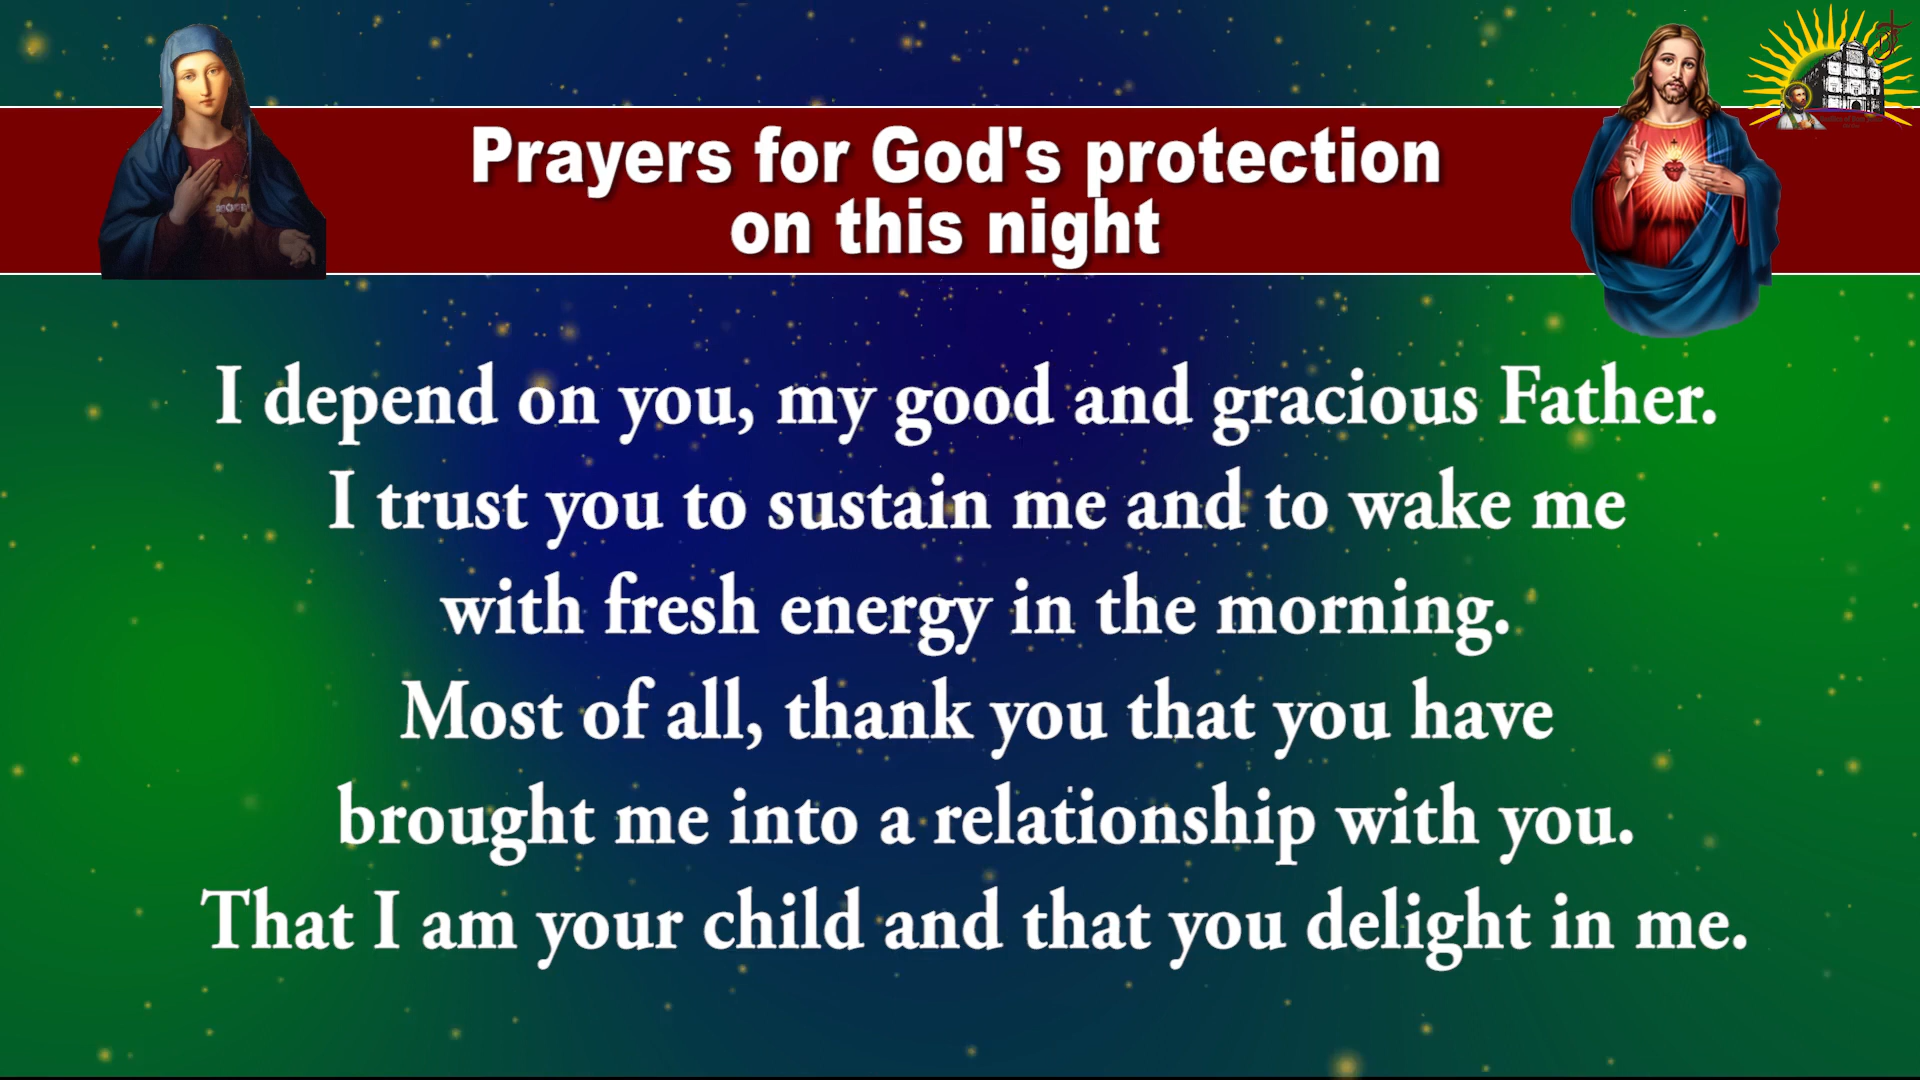 Prayers for God's protection
on this night
I depend on you, my good and gracious Father.
I trust you to sustain me and to wake me
with fresh energy in the morning.
Most of all, thank you that you have
brought me into a relationship with you.
That I am your child and that you delight in me.